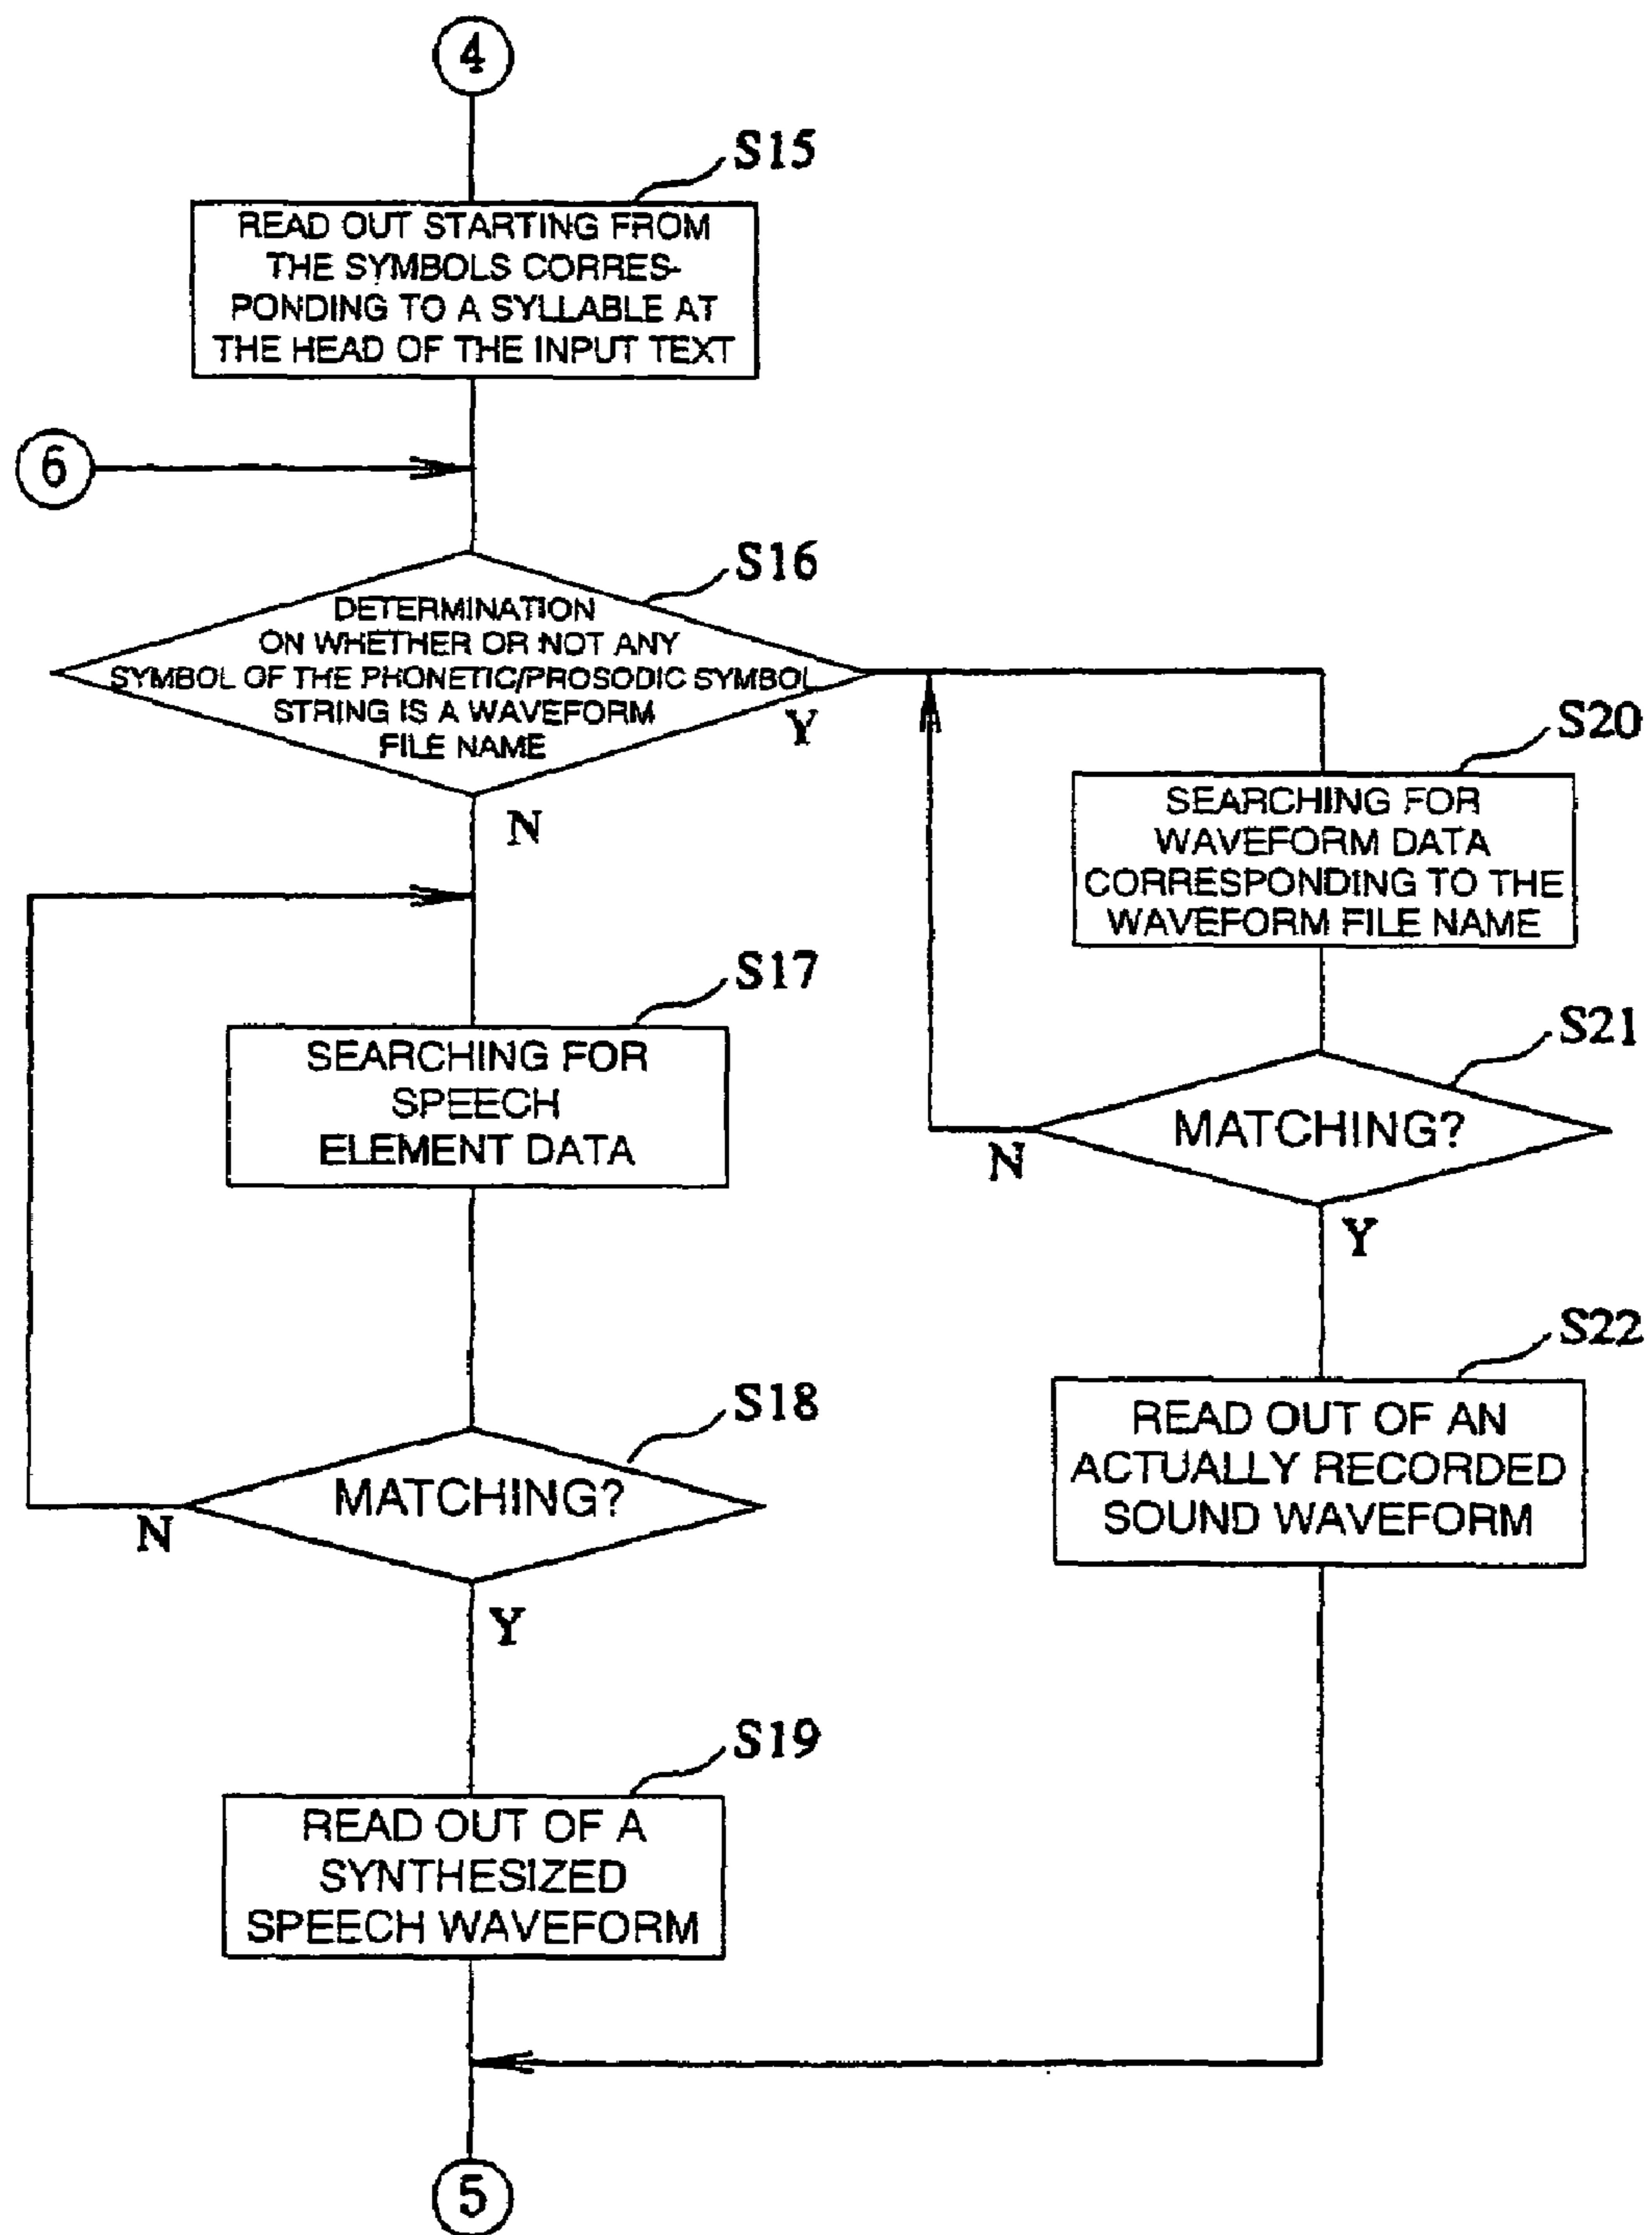 4
S15
READ OUT STARTING FROM
THE SYMBOLS CORRES-
PONDING TO A SYLLABLE AT
THE HEAD OF THE INPUT TEXT
6
S16
DETERMINATION
ON WHETHER OR NOT ANY
SYMBOL OF THE PHONETIC/PROSODIC SYMBOL
STRING IS A WAVEFORM
FILE NAME
Y
N
S20
SEARCHING FOR
WAVEFORM DATA
CORRESPONDING TO THE
WAVEFORM FILE NAME
S17
SEARCHING FOR
SPEECH
ELEMENT DATA
S21
MATCHING?
N
Y
S18
MATCHING?
N
Y
S22
READ OUT OF AN
ACTUALLY RECORDED
SOUND WAVEFORM
S19
READ OUT OF A
SYNTHESIZED
SPEECH WAVEFORM
5